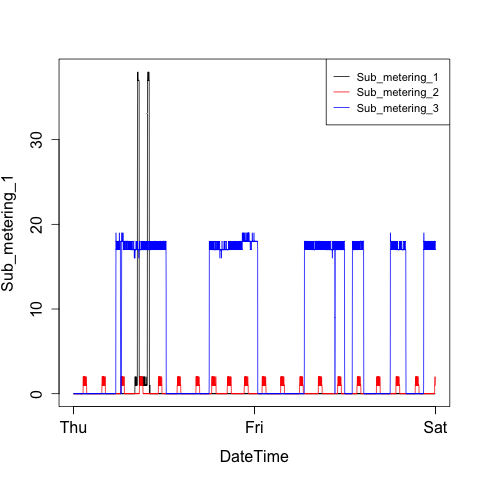 Sub_metering_1
Sub_metering_2
Sub_metering_3
Sub_metering_1
30
20
10
0
Thu Fri Sat
DateTime